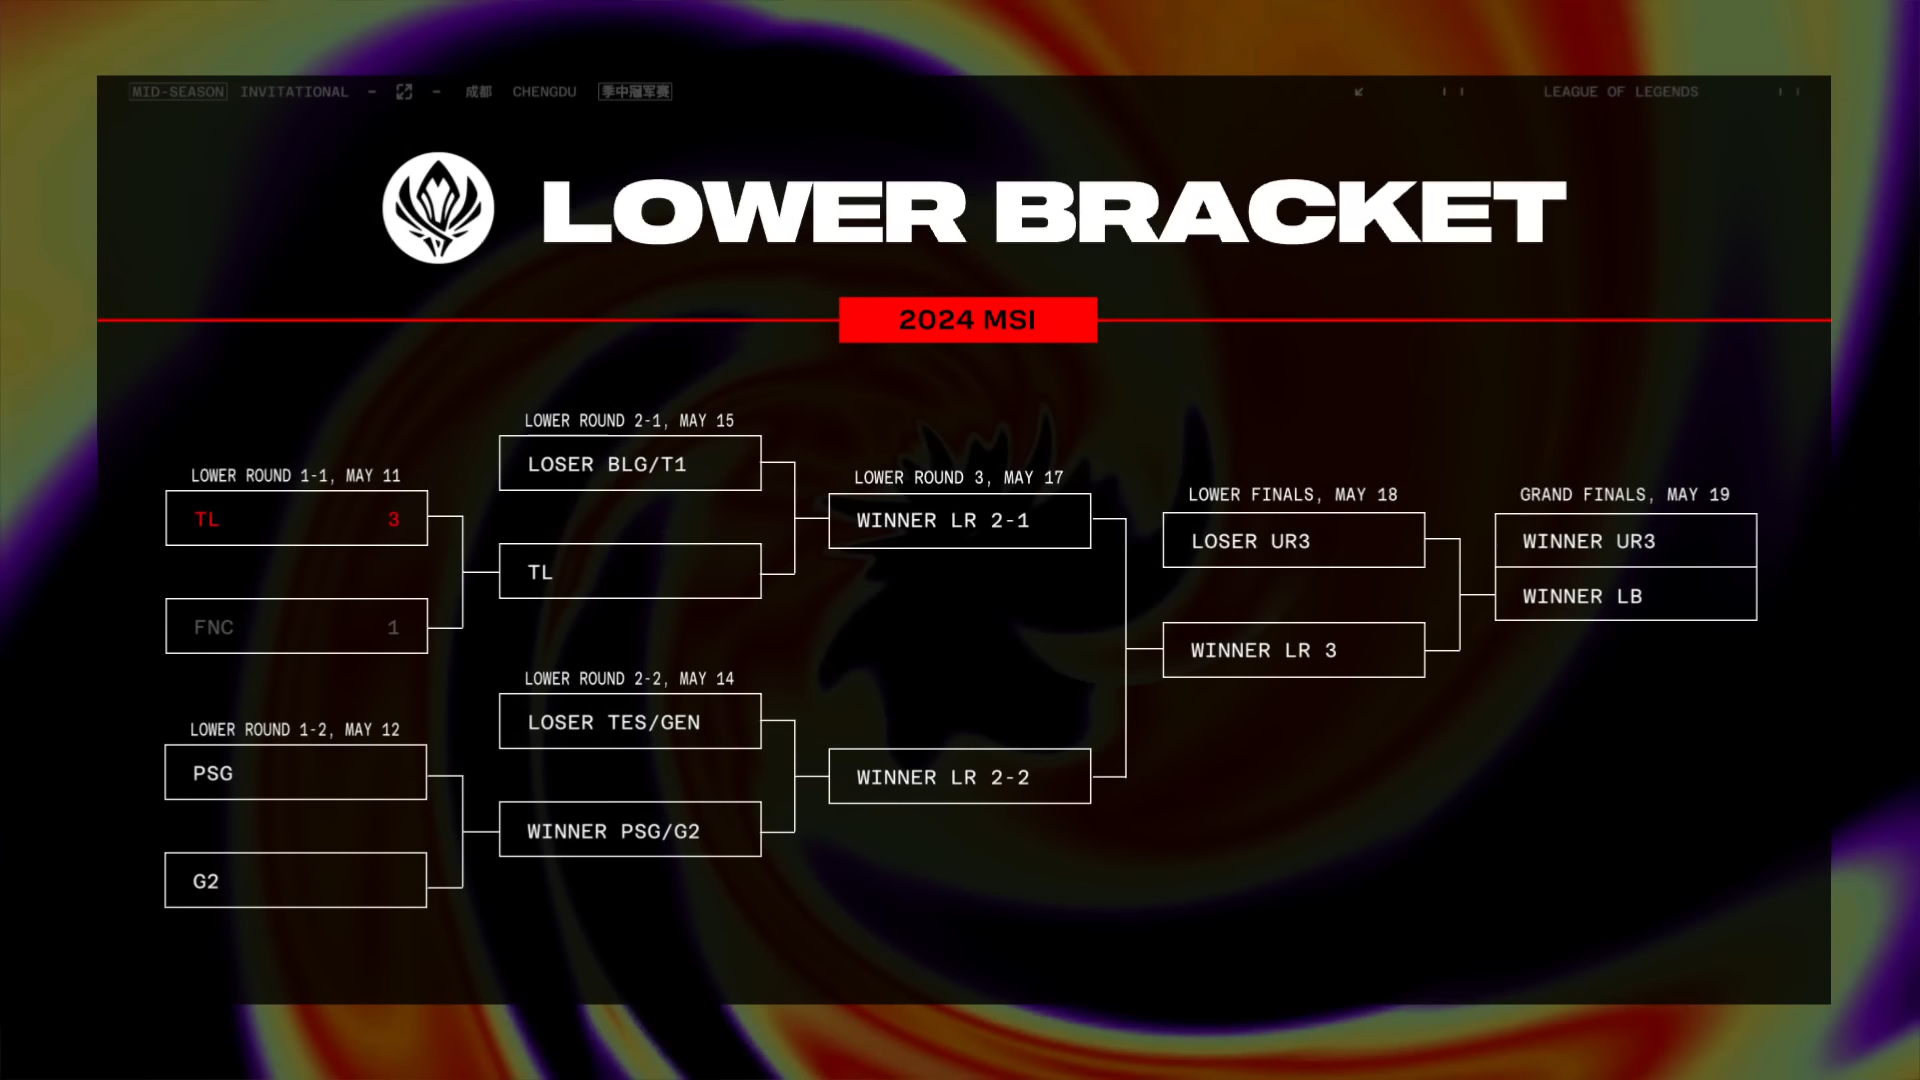 MID-SEASON INVITATIONAL - - 成都 CHENGDU 季中冠军赛
LEAGUE OF LEGENDS
LOWER BRACKET
2024 MSI
LOWER ROUND 1-1, MAY 11
TL 3
FNC 1
LOWER ROUND 1-2, MAY 12
PSG
G2
LOWER ROUND 2-1, MAY 15
LOSER BLG/T1
TL
LOWER ROUND 2-2, MAY 14
LOSER TES/GEN
WINNER PSG/G2
LOWER ROUND 3, MAY 17
WINNER LR 2-1
WINNER LR 2-2
LOWER FINALS, MAY 18
LOSER UR3
WINNER LR 3
GRAND FINALS, MAY 19
WINNER UR3
WINNER LB